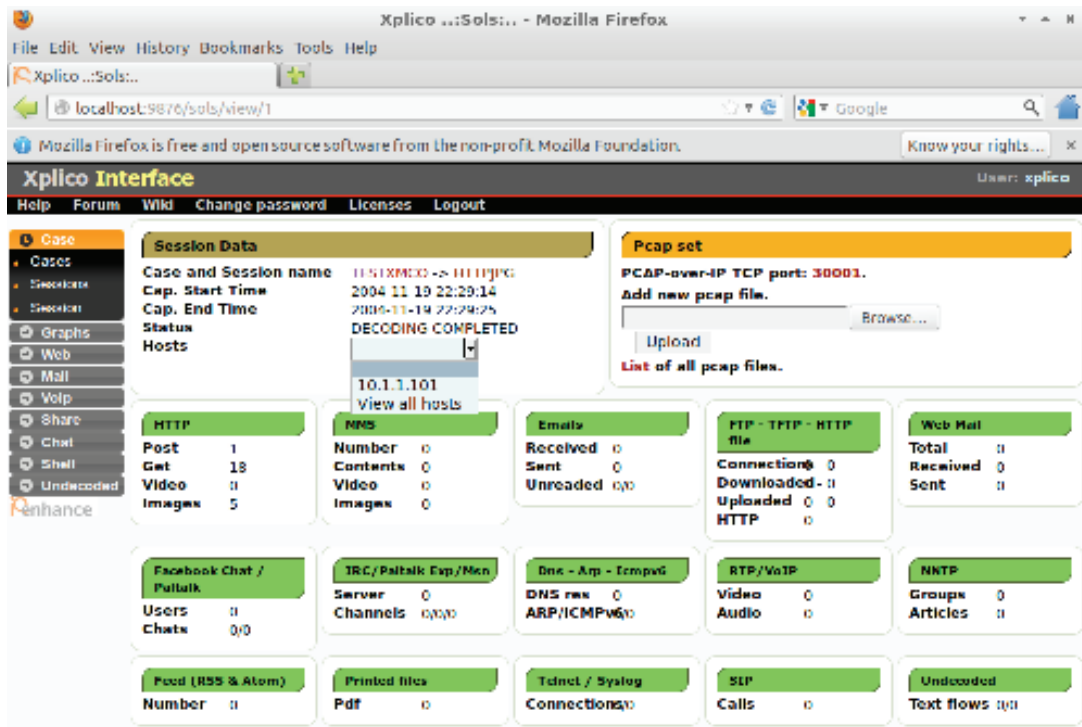 Xplico ..:Sols:.. - Mozilla Firefox
File Edit View History Bookmarks Tools Help
Xplico ..:Sols:..
localhost:9876/sols/view/1
Google
Mozilla Firefox is free and open source software from the non-profit Mozilla Foundation.
Know your rights...
Xplico Interface
User: xplico
Help Forum Wiki Change password Licenses Logout
Case
Cases
Sessions
Session
Graphs
Web
Mail
Voip
Share
Chat
Shell
Undecoded
enhance
Session Data
Case and Session name TESTXMCO -> HTTPJPG
Cap. Start Time 2004-11-19 22:29:14
Cap. End Time 2004-11-19 22:29:25
Status DECODING COMPLETED
Hosts
10.1.1.101
View all hosts
Pcap set
PCAP-over-IP TCP port: 30001.
Add new pcap file.
Browse...
Upload
List of all pcap files.
HTTP
Post 1
Get 18
Video 0
Images 5
MMS
Number 0
Contents 0
Video 0
Images 0
Emails
Received 0
Sent 0
Unreaded 0/0
FTP - TFTP - HTTP
file
Connections 0 0
Downloaded - 0
Uploaded 0 0
HTTP 0
Web Mail
Total 0
Received 0
Sent 0
Facebook Chat /
Paltalk
Users 0
Chats 0/0
IRC/Paltalk Exp/Msn
Server 0
Channels 0/0/0
Dns - Arp - Icmpv6
DNS res 0
ARP/ICMPv6 /0
RTP/VoIP
Video 0
Audio 0
NNTP
Groups 0
Articles 0
Feed (RSS & Atom)
Number 0
Printed files
Pdf 0
Telnet / Syslog
Connections /0
SIP
Calls 0
Undecoded
Text flows 0/0